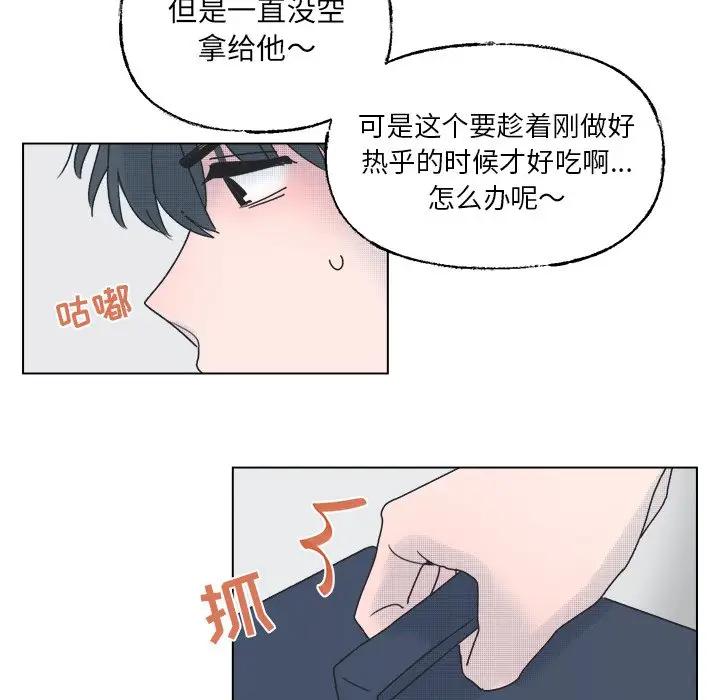 但是一直没空
拿给他～
可是这个要趁着刚做好
热乎的时候才好吃啊…
怎么办呢～
咕嘟
抓